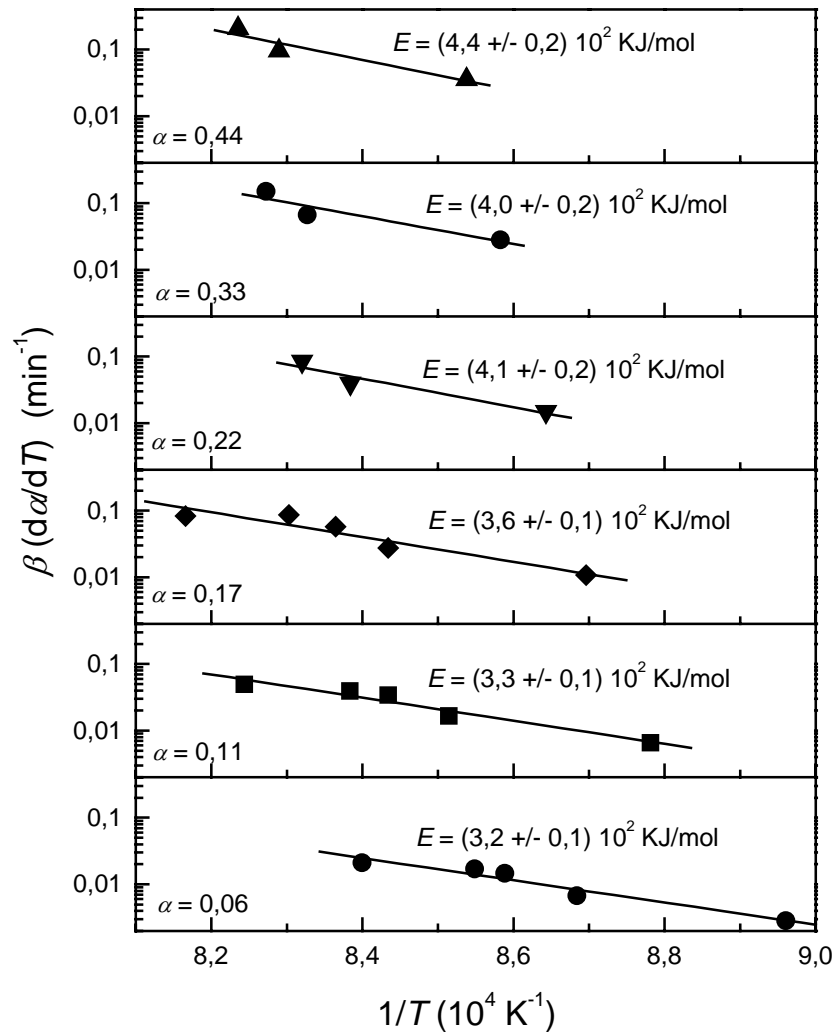 0,1
E = (4,4 +/- 0,2) 10² KJ/mol
0,01
α = 0,44
0,1
E = (4,0 +/- 0,2) 10² KJ/mol
0,01
α = 0,33
0,1
E = (4,1 +/- 0,2) 10² KJ/mol
0,01
α = 0,22
β (dα/dT) (min⁻¹)
0,1
E = (3,6 +/- 0,1) 10² KJ/mol
0,01
α = 0,17
0,1
E = (3,3 +/- 0,1) 10² KJ/mol
0,01
α = 0,11
0,1
E = (3,2 +/- 0,1) 10² KJ/mol
0,01
α = 0,06
8,2 8,4 8,6 8,8 9,0
1/T (10⁴ K⁻¹)